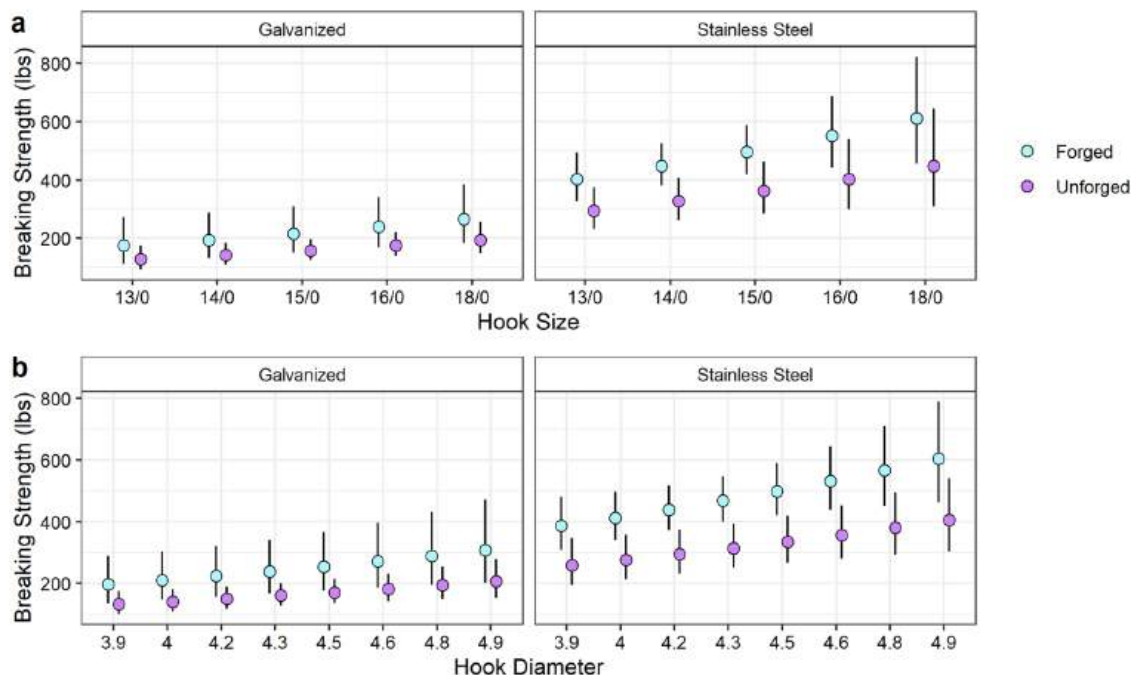 a
Galvanized
Stainless Steel
Breaking Strength (lbs)
800
600
400
200
13/0 14/0 15/0 16/0 18/0
13/0 14/0 15/0 16/0 18/0
Hook Size
Forged
Unforged
b
Galvanized
Stainless Steel
Breaking Strength (lbs)
800
600
400
200
3.9 4 4.2 4.3 4.5 4.6 4.8 4.9
3.9 4 4.2 4.3 4.5 4.6 4.8 4.9
Hook Diameter